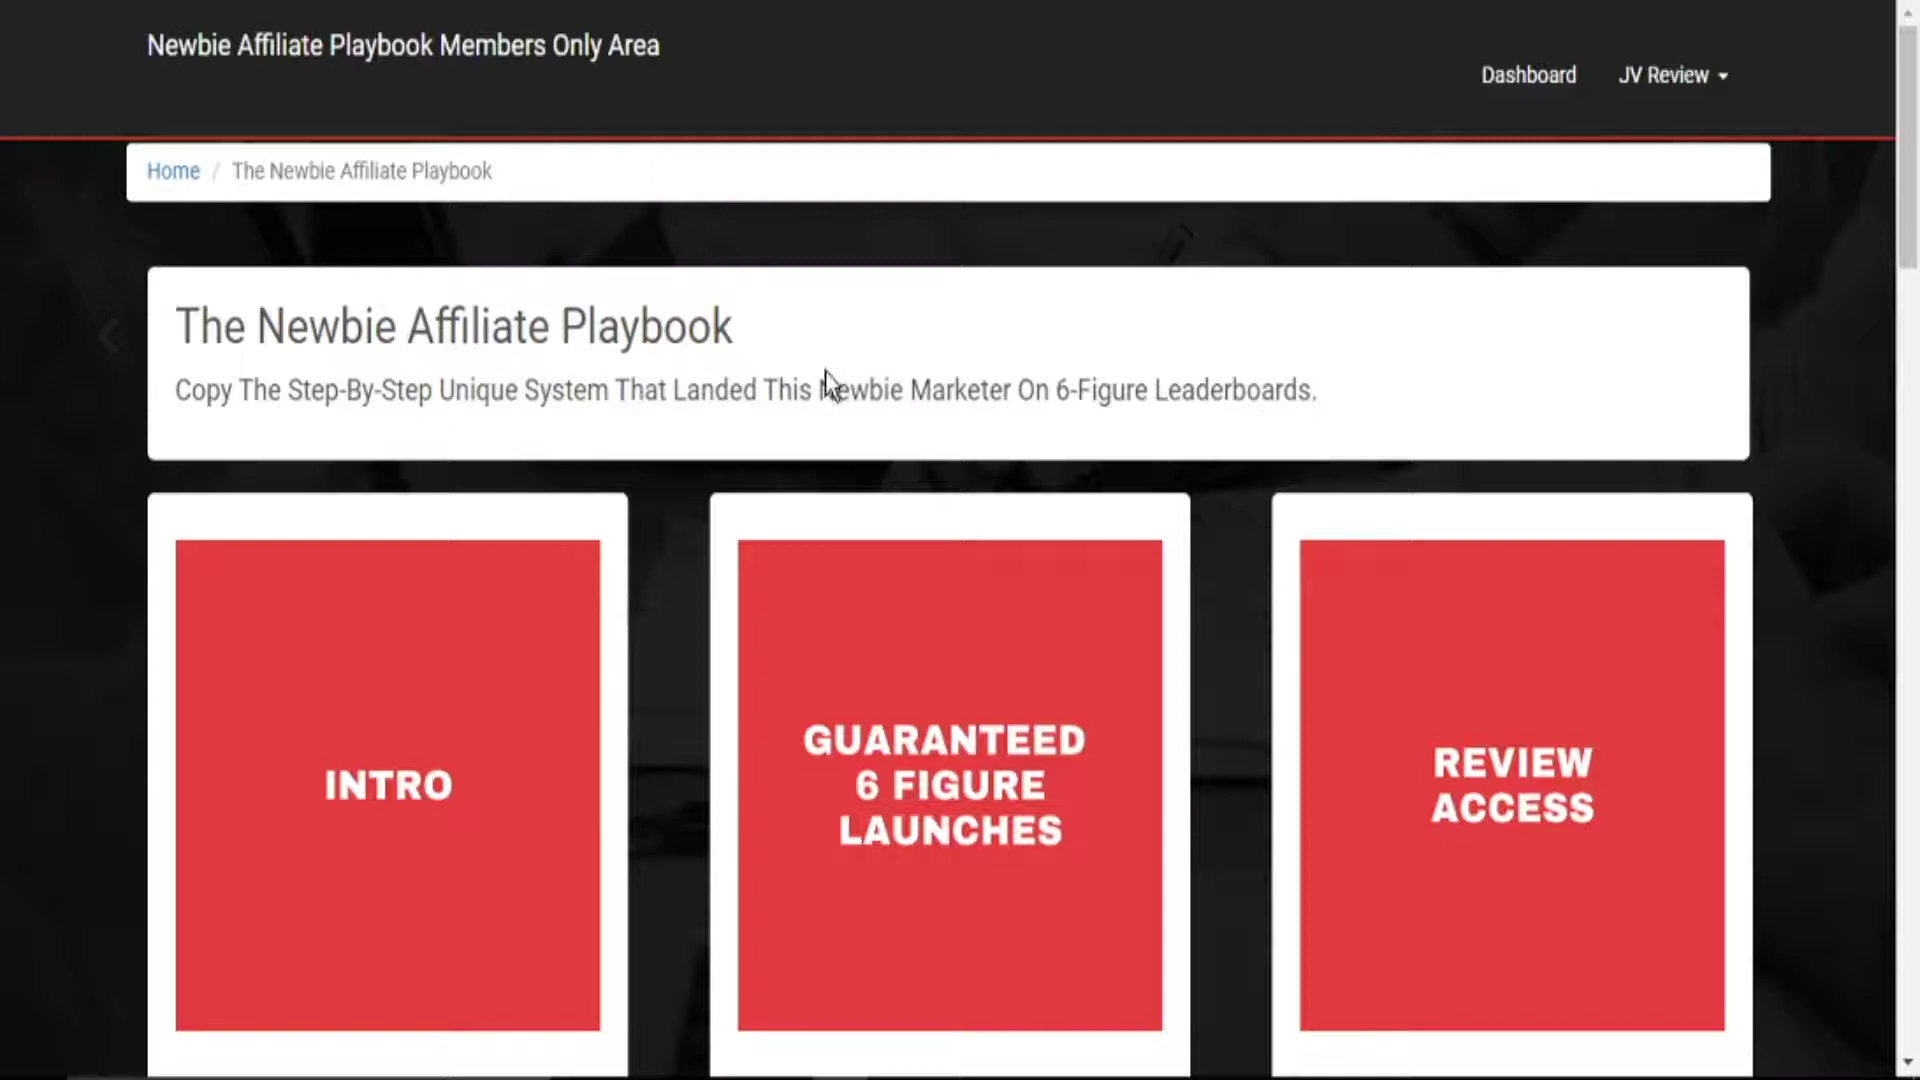 Newbie Affiliate Playbook Members Only Area
Dashboard
JV Review
Home / The Newbie Affiliate Playbook
The Newbie Affiliate Playbook
Copy The Step-By-Step Unique System That Landed This Newbie Marketer On 6-Figure Leaderboards.
INTRO
GUARANTEED
6 FIGURE
LAUNCHES
REVIEW
ACCESS